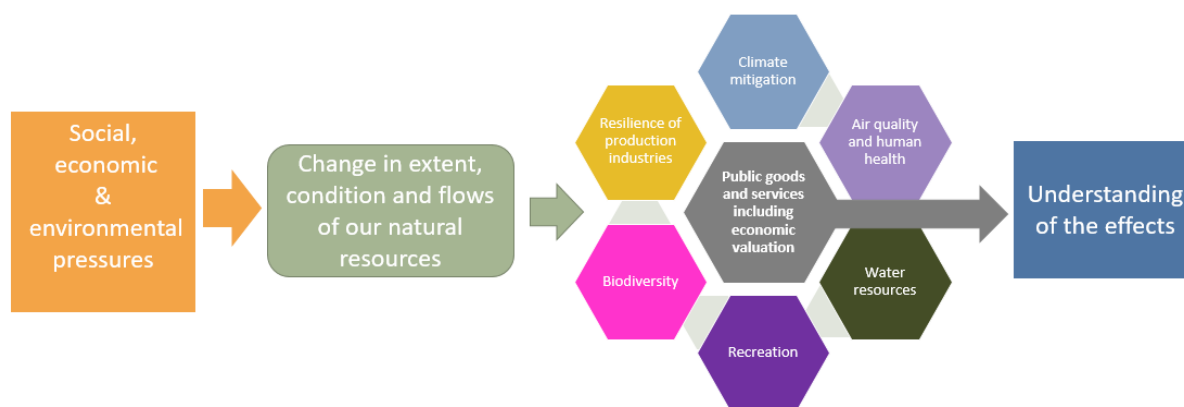 Social,
economic
&
environmental
pressures
Change in extent,
condition and flows
of our natural
resources
Climate
mitigation
Resilience of
production
industries
Air quality
and human
health
Public goods
and services
including
economic
valuation
Biodiversity
Water
resources
Recreation
Understanding
of the effects